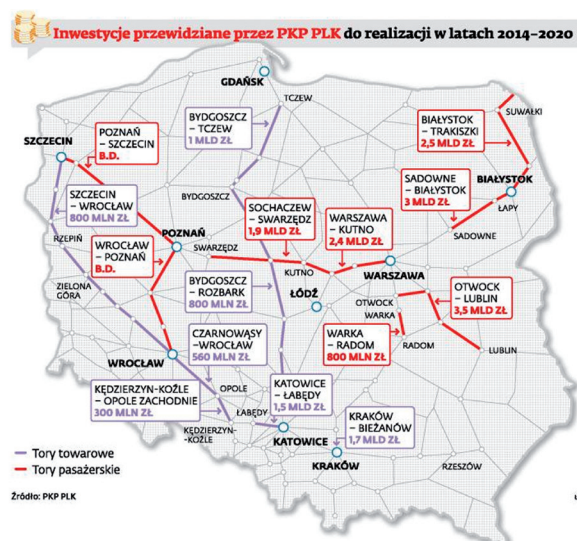 Inwestycje przewidziane przez PKP PLK do realizacji w latach 2014–2020
GDAŃSK
TCZEW
SUWAŁKI
BYDGOSZCZ
– TCZEW
1 MLD ZŁ
BIAŁYSTOK
– TRAKISZKI
2,5 MLD ZŁ
POZNAŃ
– SZCZECIN
B.D.
SZCZECIN
SADOWNE
– BIAŁYSTOK
3 MLD ZŁ
BIAŁYSTOK
ŁAPY
SZCZECIN
– WROCŁAW
800 MLN ZŁ
BYDGOSZCZ
SOCHACZEW
– SWARZĘDZ
1,9 MLD ZŁ
WARSZAWA
– KUTNO
2,4 MLD ZŁ
SADOWNE
RZEPIŃ
POZNAŃ
SWARZĘDZ
WROCŁAW
– POZNAŃ
B.D.
KUTNO
WARSZAWA
BYDGOSZCZ
– ROZBARK
800 MLN ZŁ
ZIELONA
GÓRA
ŁÓDŹ
OTWOCK
WARKA
OTWOCK
– LUBLIN
3,5 MLD ZŁ
CZARNOWĄSY
–WROCŁAW
560 MLN ZŁ
WARKA
– RADOM
800 MLN ZŁ
RADOM
LUBLIN
WROCŁAW
KĘDZIERZYN-KOŹLE
– OPOLE ZACHODNIE
300 MLN ZŁ
OPOLE
KATOWICE
– ŁABĘDY
1,5 MLD ZŁ
ŁABĘDY
KĘDZIERZYN-
KOŹLE
KATOWICE
KRAKÓW
– BIEŻANÓW
1,7 MLD ZŁ
KRAKÓW
RZESZÓW
Tory towarowe
Tory pasażerskie
Źródło: PKP PLK
u